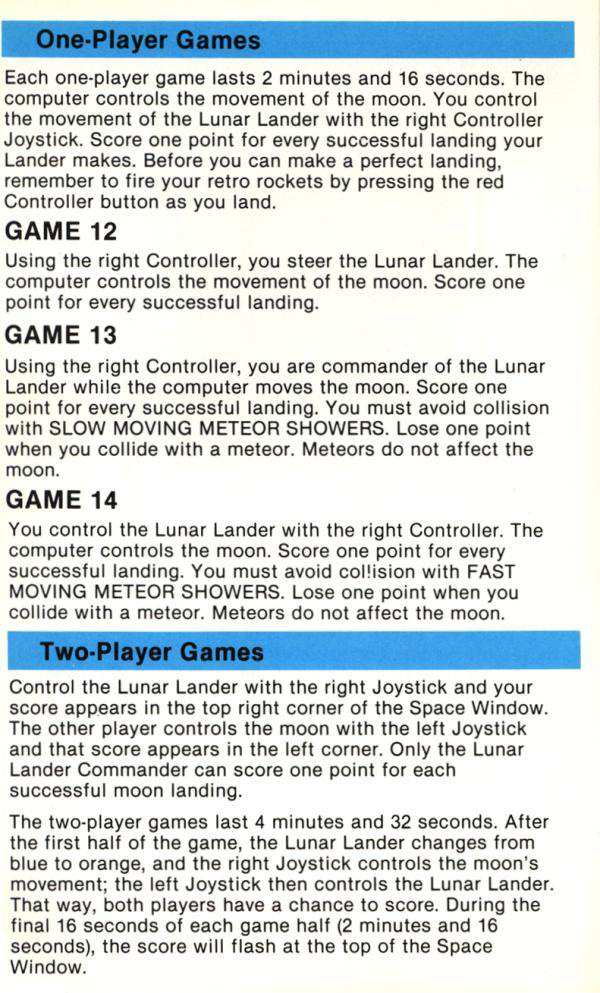 One-Player Games
Each one-player game lasts 2 minutes and 16 seconds. The
computer controls the movement of the moon. You control
the movement of the Lunar Lander with the right Controller
Joystick. Score one point for every successful landing your
Lander makes. Before you can make a perfect landing,
remember to fire your retro rockets by pressing the red
Controller button as you land.
GAME 12
Using the right Controller, you steer the Lunar Lander. The
computer controls the movement of the moon. Score one
point for every successful landing.
GAME 13
Using the right Controller, you are commander of the Lunar
Lander while the computer moves the moon. Score one
point for every successful landing. You must avoid collision
with SLOW MOVING METEOR SHOWERS. Lose one point
when you collide with a meteor. Meteors do not affect the
moon.
GAME 14
You control the Lunar Lander with the right Controller. The
computer controls the moon. Score one point for every
successful landing. You must avoid col!ision with FAST
MOVING METEOR SHOWERS. Lose one point when you
collide with a meteor. Meteors do not affect the moon.
Two-Player Games
Control the Lunar Lander with the right Joystick and your
score appears in the top right corner of the Space Window.
The other player controls the moon with the left Joystick
and that score appears in the left corner. Only the Lunar
Lander Commander can score one point for each
successful moon landing.
The two-player games last 4 minutes and 32 seconds. After
the first half of the game, the Lunar Lander changes from
blue to orange, and the right Joystick controls the moon's
movement; the left Joystick then controls the Lunar Lander.
That way, both players have a chance to score. During the
final 16 seconds of each game half (2 minutes and 16
seconds), the score will flash at the top of the Space
Window.